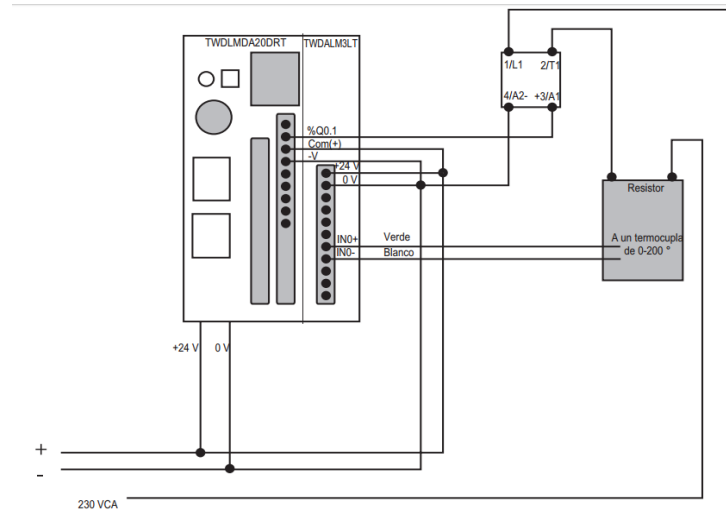 TWDLMDA20DRT
TWDALM3LT
1/L1
2/T1
4/A2-
+3/A1
%Q0.1
Com(+)
-V
+24 V
0 V
Resistor
IN0+
Verde
A un termocupla
IN0-
Blanco
de 0-200 °
+24 V
0 V
+
-
230 VCA